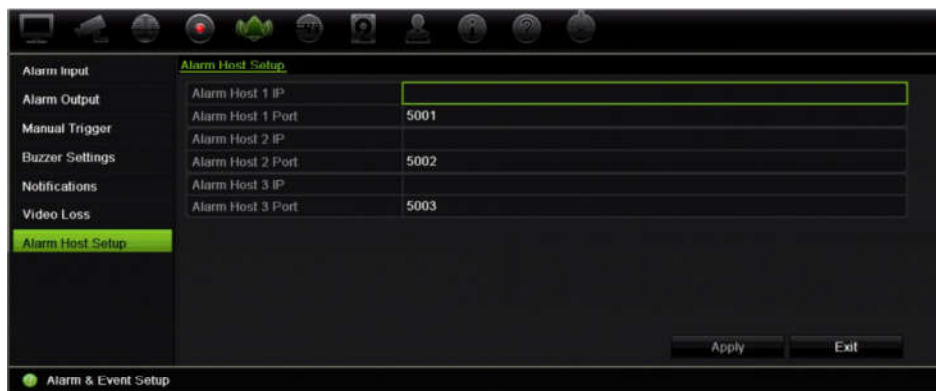 Alarm Input
Alarm Output
Manual Trigger
Buzzer Settings
Notifications
Video Loss
Alarm Host Setup
Alarm Host Setup
Alarm Host 1 IP
Alarm Host 1 Port 5001
Alarm Host 2 IP
Alarm Host 2 Port 5002
Alarm Host 3 IP
Alarm Host 3 Port 5003
Apply Exit
Alarm & Event Setup